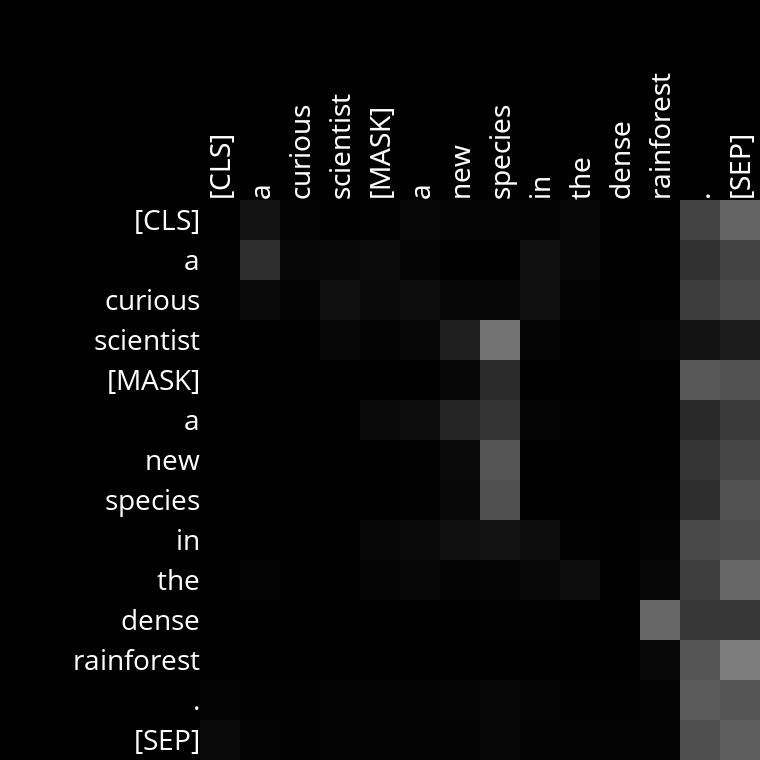 [CLS] a curious scientist [MASK] a new species in the dense rainforest . [SEP]
[CLS]
a
curious
scientist
[MASK]
a
new
species
in
the
dense
rainforest
.
[SEP]